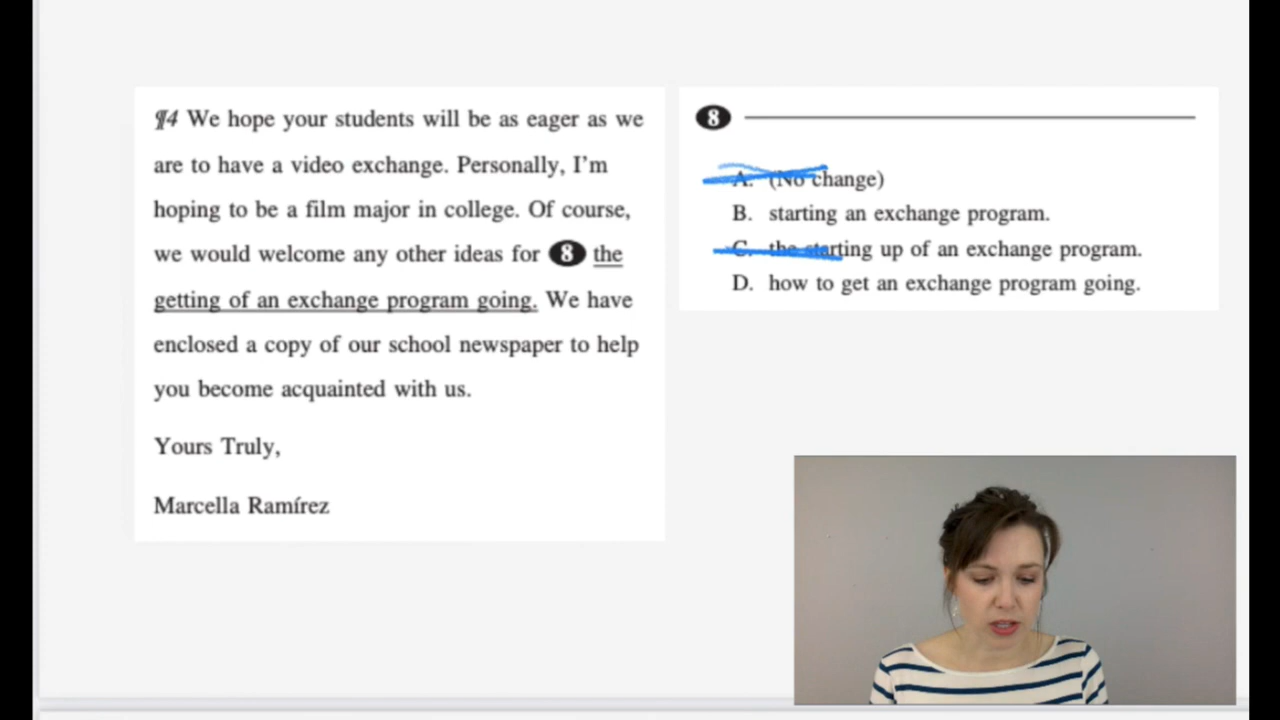 ¶4 We hope your students will be as eager as we
are to have a video exchange. Personally, I'm
hoping to be a film major in college. Of course,
we would welcome any other ideas for 8 the
getting of an exchange program going. We have
enclosed a copy of our school newspaper to help
you become acquainted with us.
Yours Truly,
Marcella Ramírez
8
A. (No change)
B. starting an exchange program.
C. the starting up of an exchange program.
D. how to get an exchange program going.